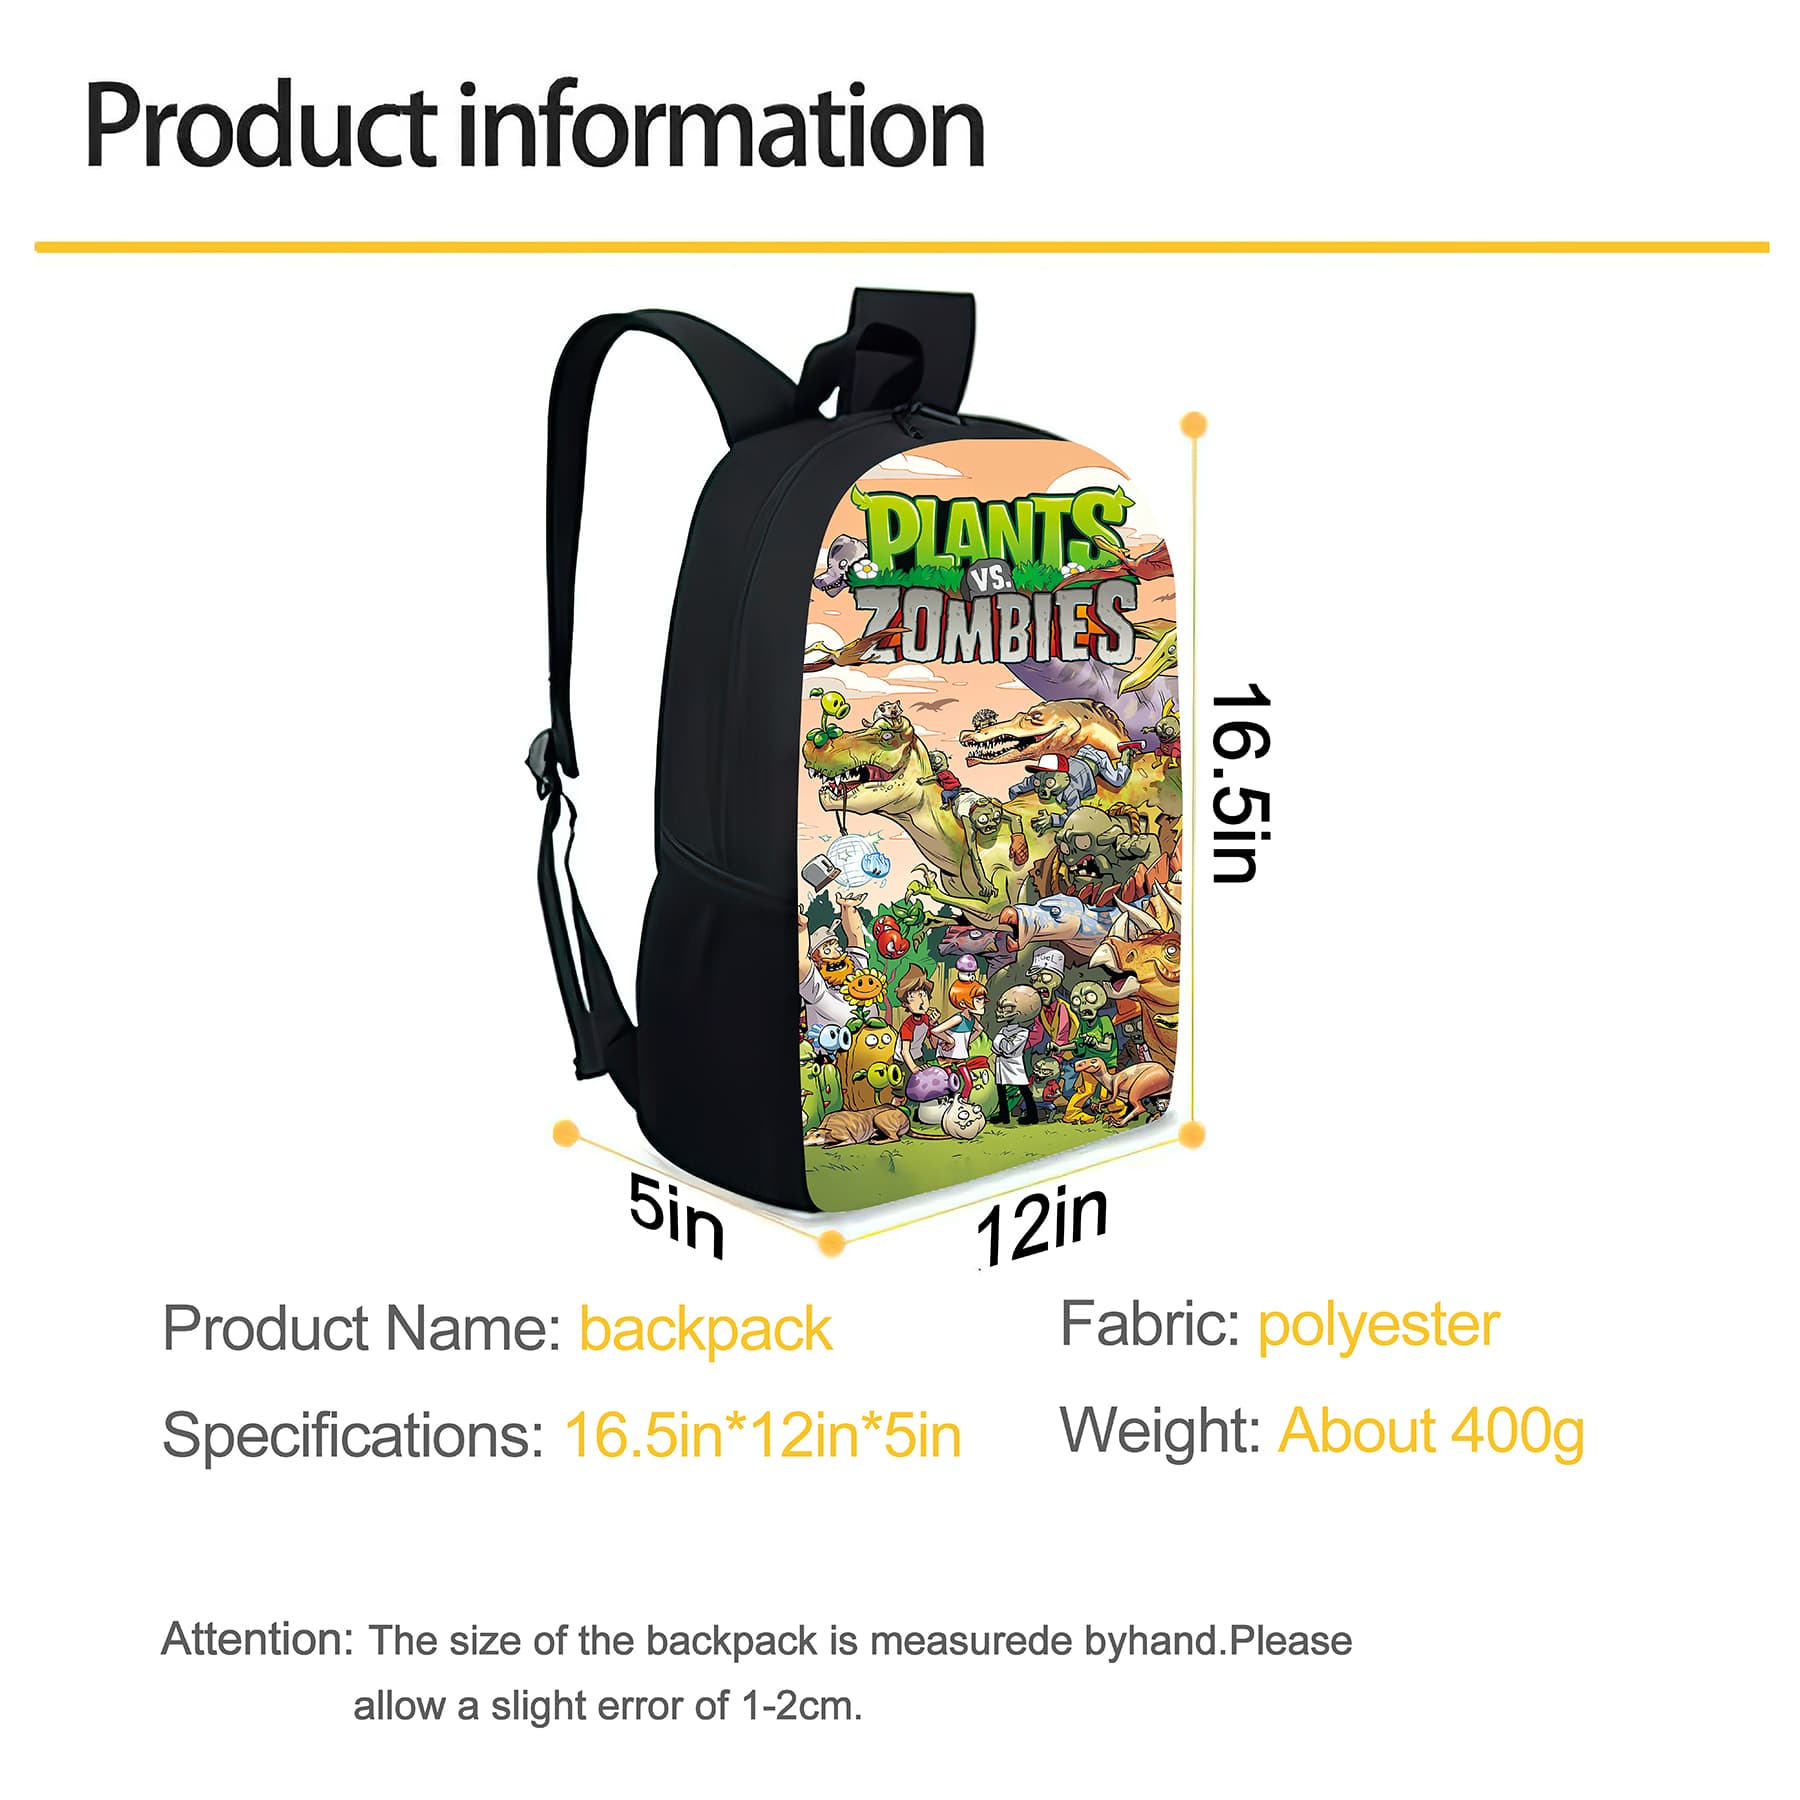 Product information
PLANTS
VS.
ZOMBIES
16.5in
5in
12in
Product Name: backpack
Fabric: polyester
Specifications: 16.5in*12in*5in
Weight: About 400g
Attention: The size of the backpack is measurede byhand.Please
allow a slight error of 1-2cm.